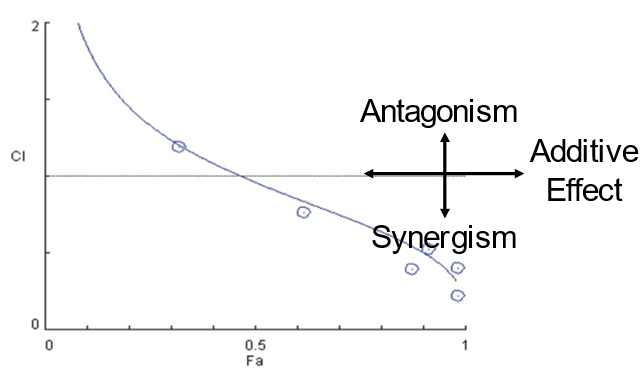 2
Antagonism
CI
Additive
Effect
Synergism
0
0
0.5
1
Fa